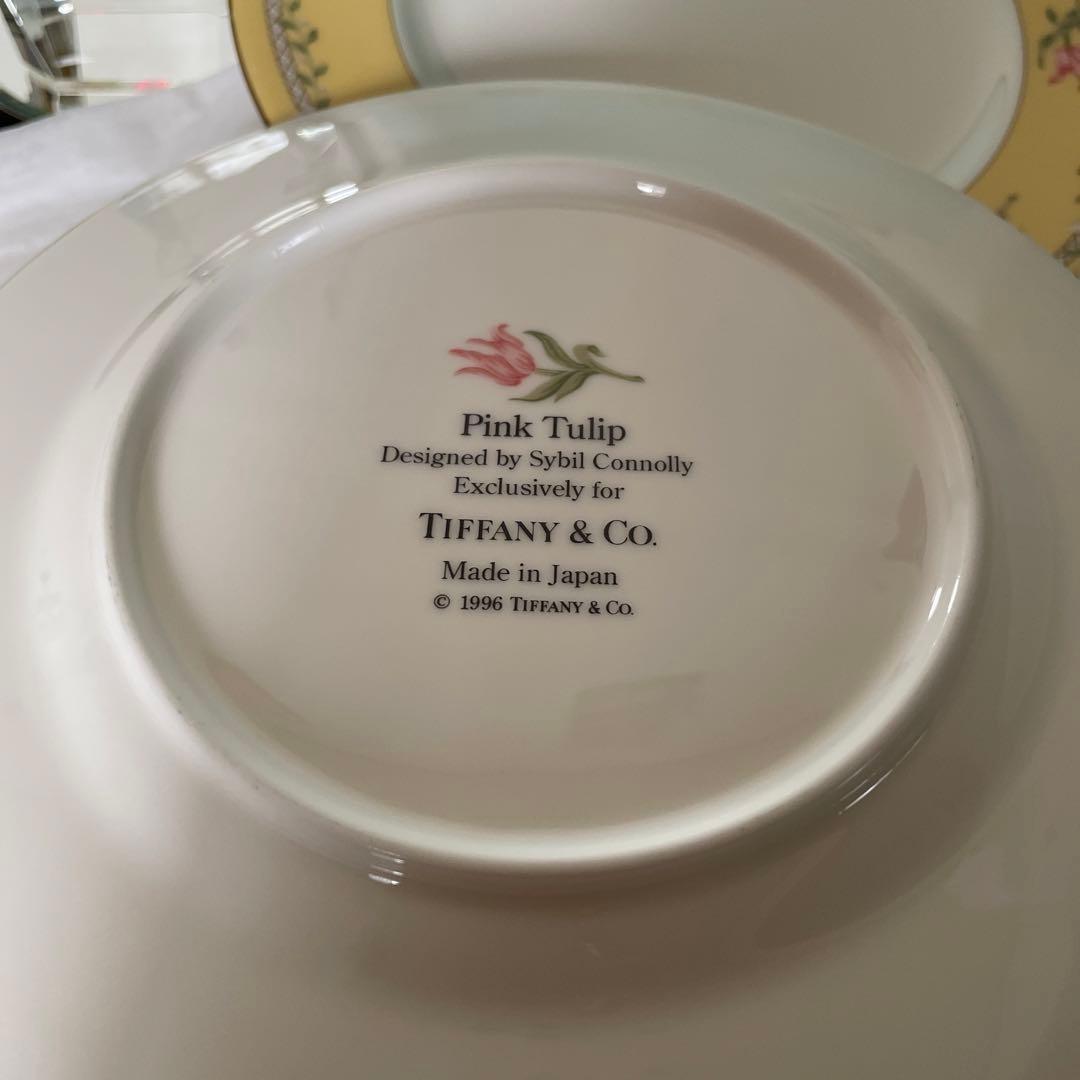 Pink Tulip
Designed by Sybil Connolly
Exclusively for
TIFFANY & CO.
Made in Japan
© 1996 TIFFANY & CO.